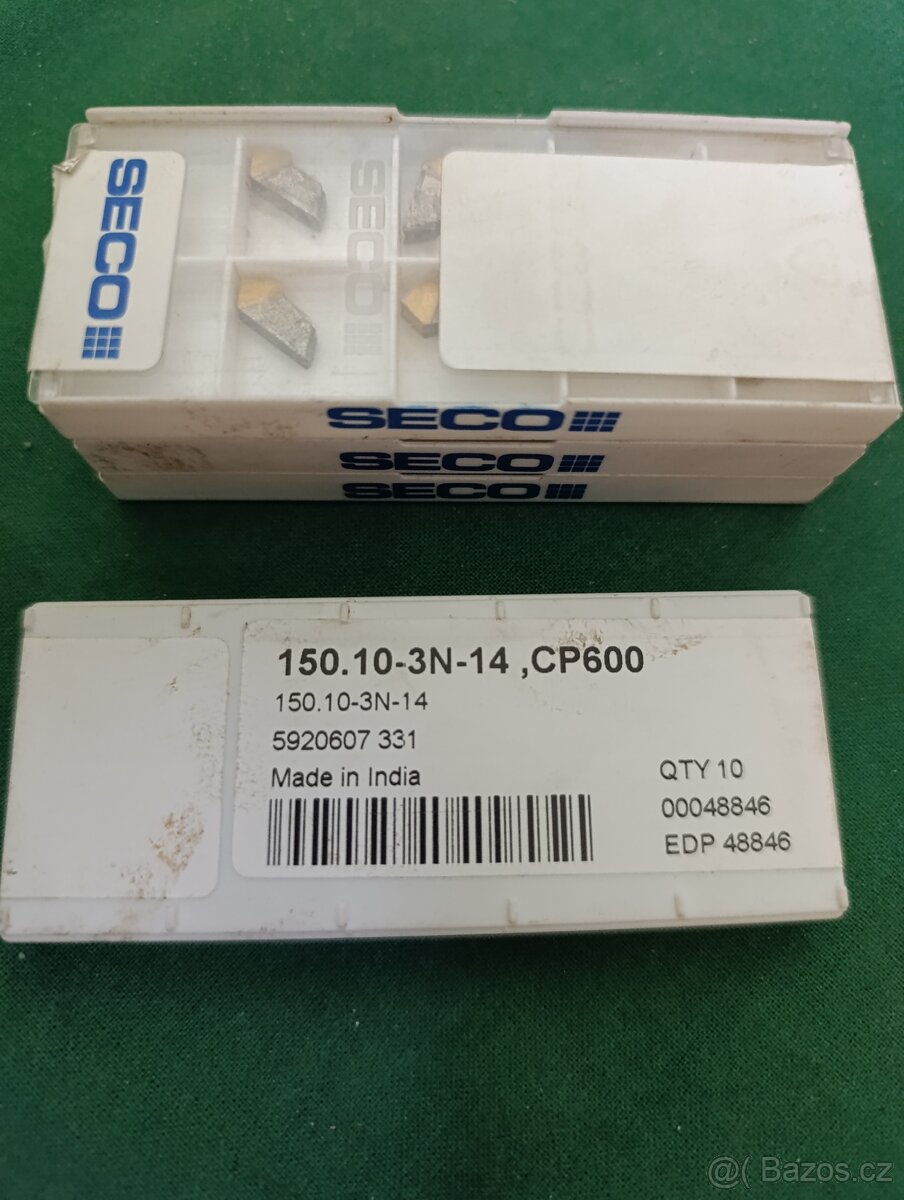 SECO
SECO
SECO
SECO
SECO
150.10-3N-14 ,CP600
150.10-3N-14
5920607 331
Made in India
QTY 10
00048846
EDP 48846
@( Bazos.cz